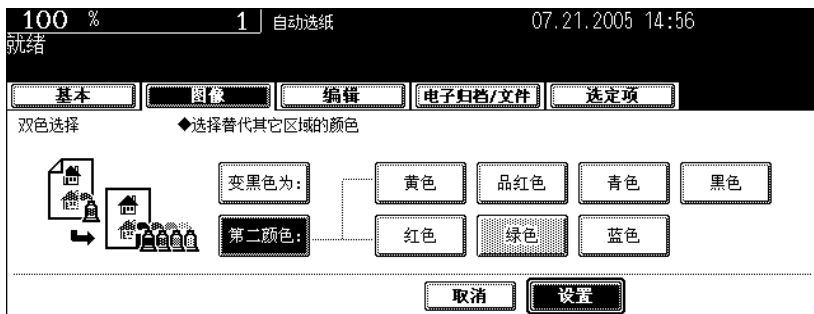 100 % 1 自动选纸 07.21.2005 14:56
就绪
基本 图像 编辑 电子归档/文件 选定项
双色选择 ◆选择替代其它区域的颜色
变黑色为: 黄色 品红色 青色 黑色
第二颜色: 红色 绿色 蓝色
取消 设置